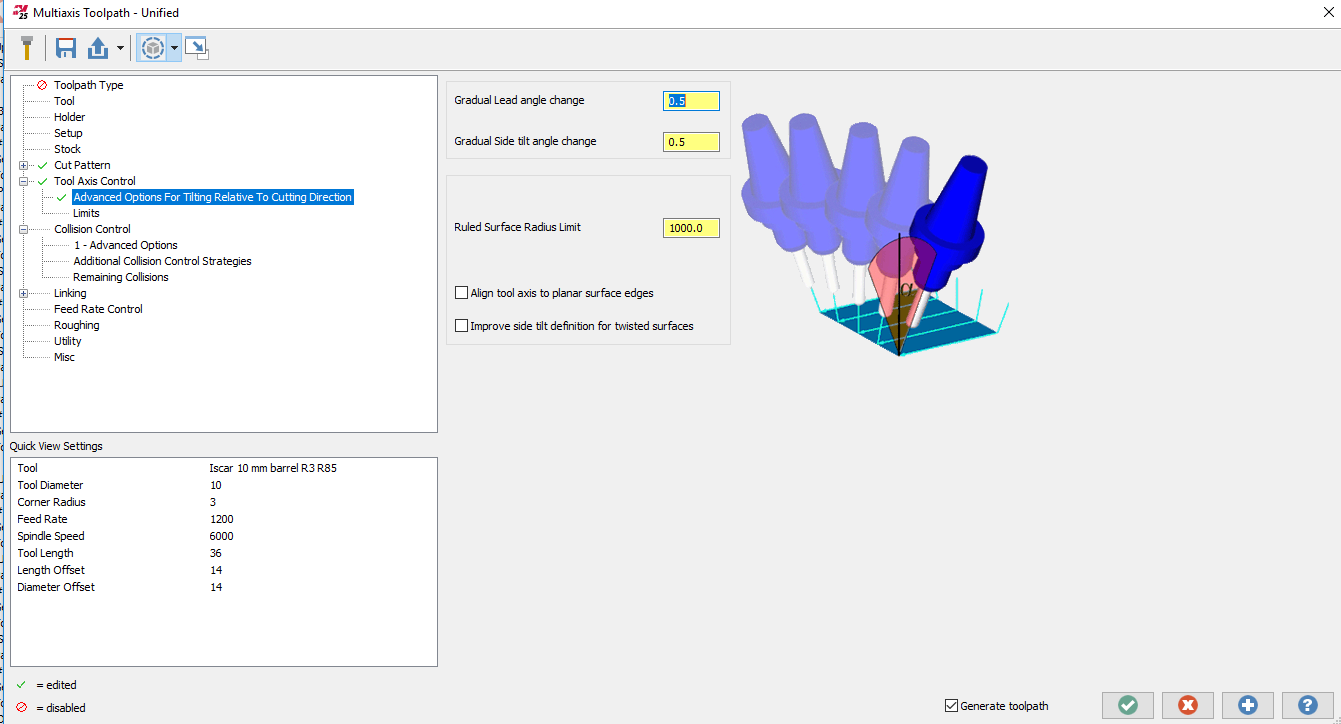 25 Multiaxis Toolpath - Unified
Toolpath Type
Tool
Holder
Setup
Stock
Cut Pattern
Tool Axis Control
Advanced Options For Tilting Relative To Cutting Direction
Limits
Collision Control
1 - Advanced Options
Additional Collision Control Strategies
Remaining Collisions
Linking
Feed Rate Control
Roughing
Utility
Misc
Gradual Lead angle change 0.5
Gradual Side tilt angle change 0.5
Ruled Surface Radius Limit 1000.0
Align tool axis to planar surface edges
Improve side tilt definition for twisted surfaces
α
Quick View Settings
Tool Iscar 10 mm barrel R3 R85
Tool Diameter 10
Corner Radius 3
Feed Rate 1200
Spindle Speed 6000
Tool Length 36
Length Offset 14
Diameter Offset 14
= edited
= disabled
Generate toolpath